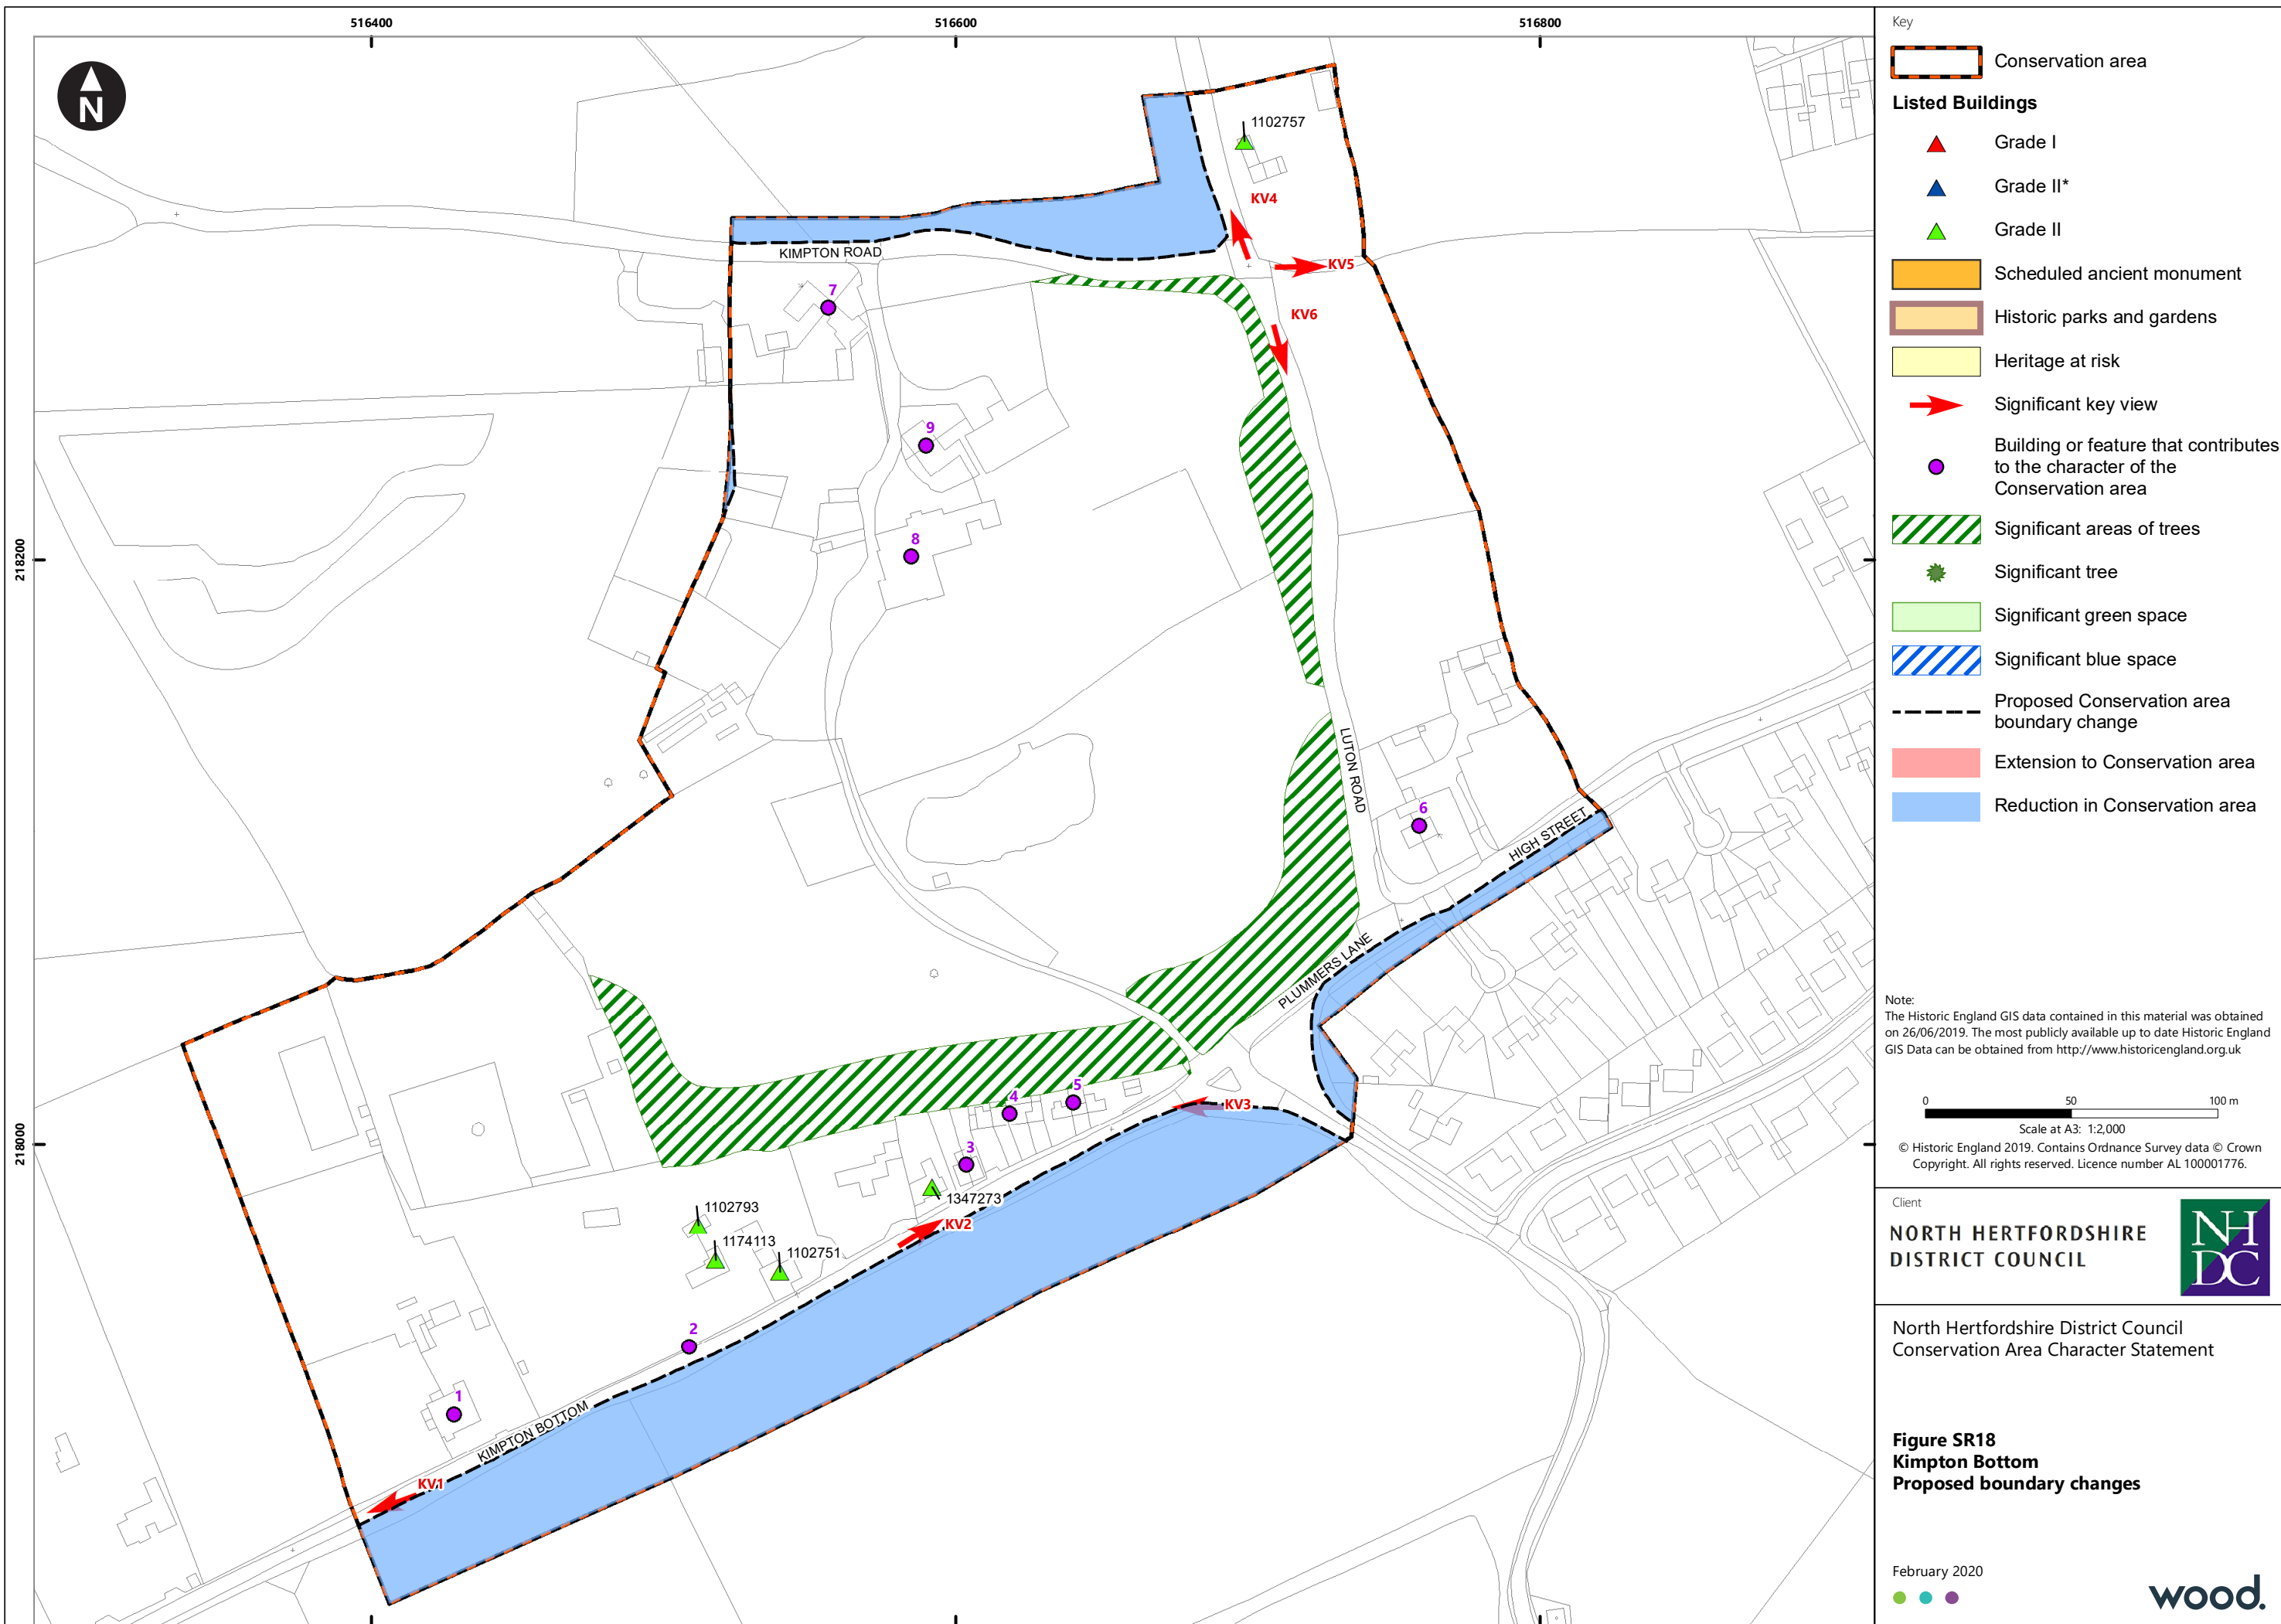 516400
516600
516800
218200
218000
N
1102757
KV4
KV5
KV6
KIMPTON ROAD
7
9
8
LUTON ROAD
6
HIGH STREET
PLUMMERS LANE
5
4
KV3
3
1347273
KV2
1102793
1174113
1102751
2
1
KIMPTON BOTTOM
KV1
Key
Conservation area
Listed Buildings
Grade I
Grade II*
Grade II
Scheduled ancient monument
Historic parks and gardens
Heritage at risk
Significant key view
Building or feature that contributes
to the character of the
Conservation area
Significant areas of trees
Significant tree
Significant green space
Significant blue space
Proposed Conservation area
boundary change
Extension to Conservation area
Reduction in Conservation area
Note:
The Historic England GIS data contained in this material was obtained
on 26/06/2019. The most publicly available up to date Historic England
GIS Data can be obtained from http://www.historicengland.org.uk
0 50 100 m
Scale at A3: 1:2,000
© Historic England 2019. Contains Ordnance Survey data © Crown
Copyright. All rights reserved. Licence number AL 100001776.
Client
NORTH HERTFORDSHIRE
DISTRICT COUNCIL
NH
DC
North Hertfordshire District Council
Conservation Area Character Statement
Figure SR18
Kimpton Bottom
Proposed boundary changes
February 2020
wood.